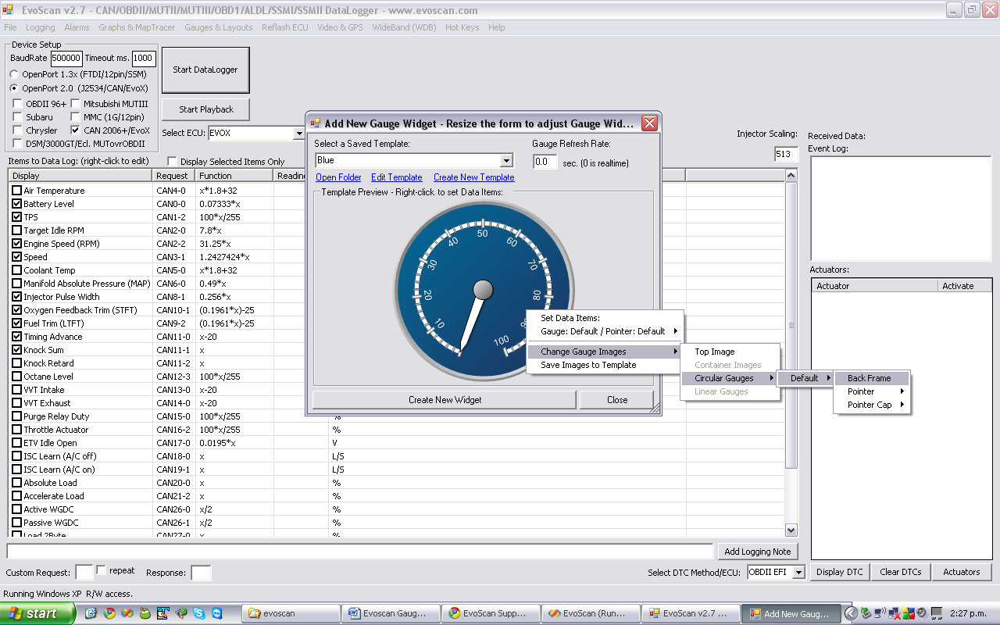 EvoScan v2.7 - CAN/OBDII/MUTII/MUTIII/OBD1/ALDL/SSMI/SSMII DataLogger - www.evoscan.com
File Logging Alarms Graphs & MapTracer Gauges & Layouts Reflash ECU Video & GPS WideBand (WDB) Hot Keys Help
Device Setup
BaudRate 500000 Timeout ms. 1000
OpenPort 1.3x (FTDI/12pin/SSM)
OpenPort 2.0 (J2534/CAN/EvoX)
OBDII 96+ Mitsubishi MUTIII
Subaru MMC (1G/12pin)
Chrysler CAN 2006+/EvoX
DSM/3000GT/Ecl. MUTovrOBDII
Start DataLogger
Start Playback
Select ECU: EVOX
Items to Data Log: (right-click to edit) Display Selected Items Only
Injector Scaling:
513
Display Request Function Reading
Air Temperature CAN4-0 x*1.8+32
Battery Level CAN0-0 0.07333*x
TPS CAN1-2 100*x/255
Target Idle RPM CAN2-0 7.8*x
Engine Speed (RPM) CAN2-2 31.25*x
Speed CAN3-1 1.2427424*x
Coolant Temp CAN5-0 x*1.8+32
Manifold Absolute Pressure (MAP) CAN6-0 0.49*x
Injector Pulse Width CAN8-1 0.256*x
Oxygen Feedback Trim (STFT) CAN10-1 (0.1961*x)-25
Fuel Trim (LTFT) CAN9-2 (0.1961*x)-25
Timing Advance CAN11-0 x-20
Knock Sum CAN11-1 x
Knock Retard CAN11-2 x
Octane Level CAN12-3 100*x/255
VVT Intake CAN13-0 x-20
VVT Exhaust CAN14-0 x-20
Purge Relay Duty CAN15-0 100*x/255 %
Throttle Actuator CAN16-2 100*x/255 %
ETV Idle Open CAN17-0 0.0195*x V
ISC Learn (A/C off) CAN18-0 x L/S
ISC Learn (A/C on) CAN19-1 x L/S
Absolute Load CAN20-0 x %
Accelerate Load CAN21-2 x %
Active WGDC CAN26-0 x/2 %
Passive WGDC CAN26-1 x/2 %
Load 2Byte CAN27-0 x %
Add New Gauge Widget - Resize the form to adjust Gauge Wid...
Select a Saved Template:
Blue
Gauge Refresh Rate:
0.0 sec. (0 is realtime)
Open Folder Edit Template Create New Template
Template Preview - Right-click to set Data Items:
10
20
30
40
50
60
70
80
100
Create New Widget Close
Set Data Items:
Gauge: Default / Pointer: Default
Change Gauge Images
Save Images to Template
Top Image
Container Images
Circular Gauges
Linear Gauges
Default
Back Frame
Pointer
Pointer Cap
Received Data:
Event Log:
Actuators:
Actuator Activate
Add Logging Note
Custom Request: repeat Response:
Select DTC Method/ECU: OBDII EFI Display DTC Clear DTCs Actuators
Running Windows XP R/W access.
start evoscan EvoScan Gaug... EvoScan Supp... EvoScan (Run... EvoScan v2.7 ... Add New Gaug... 2:27 p.m.